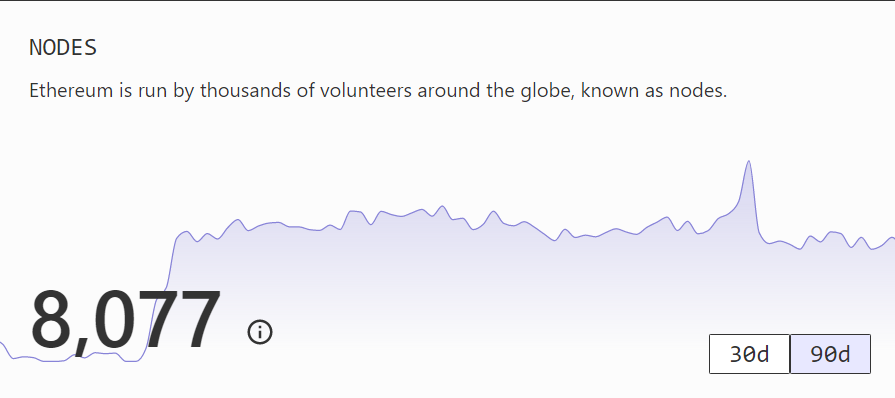 NODES
Ethereum is run by thousands of volunteers around the globe, known as nodes.
8,077
30d 90d